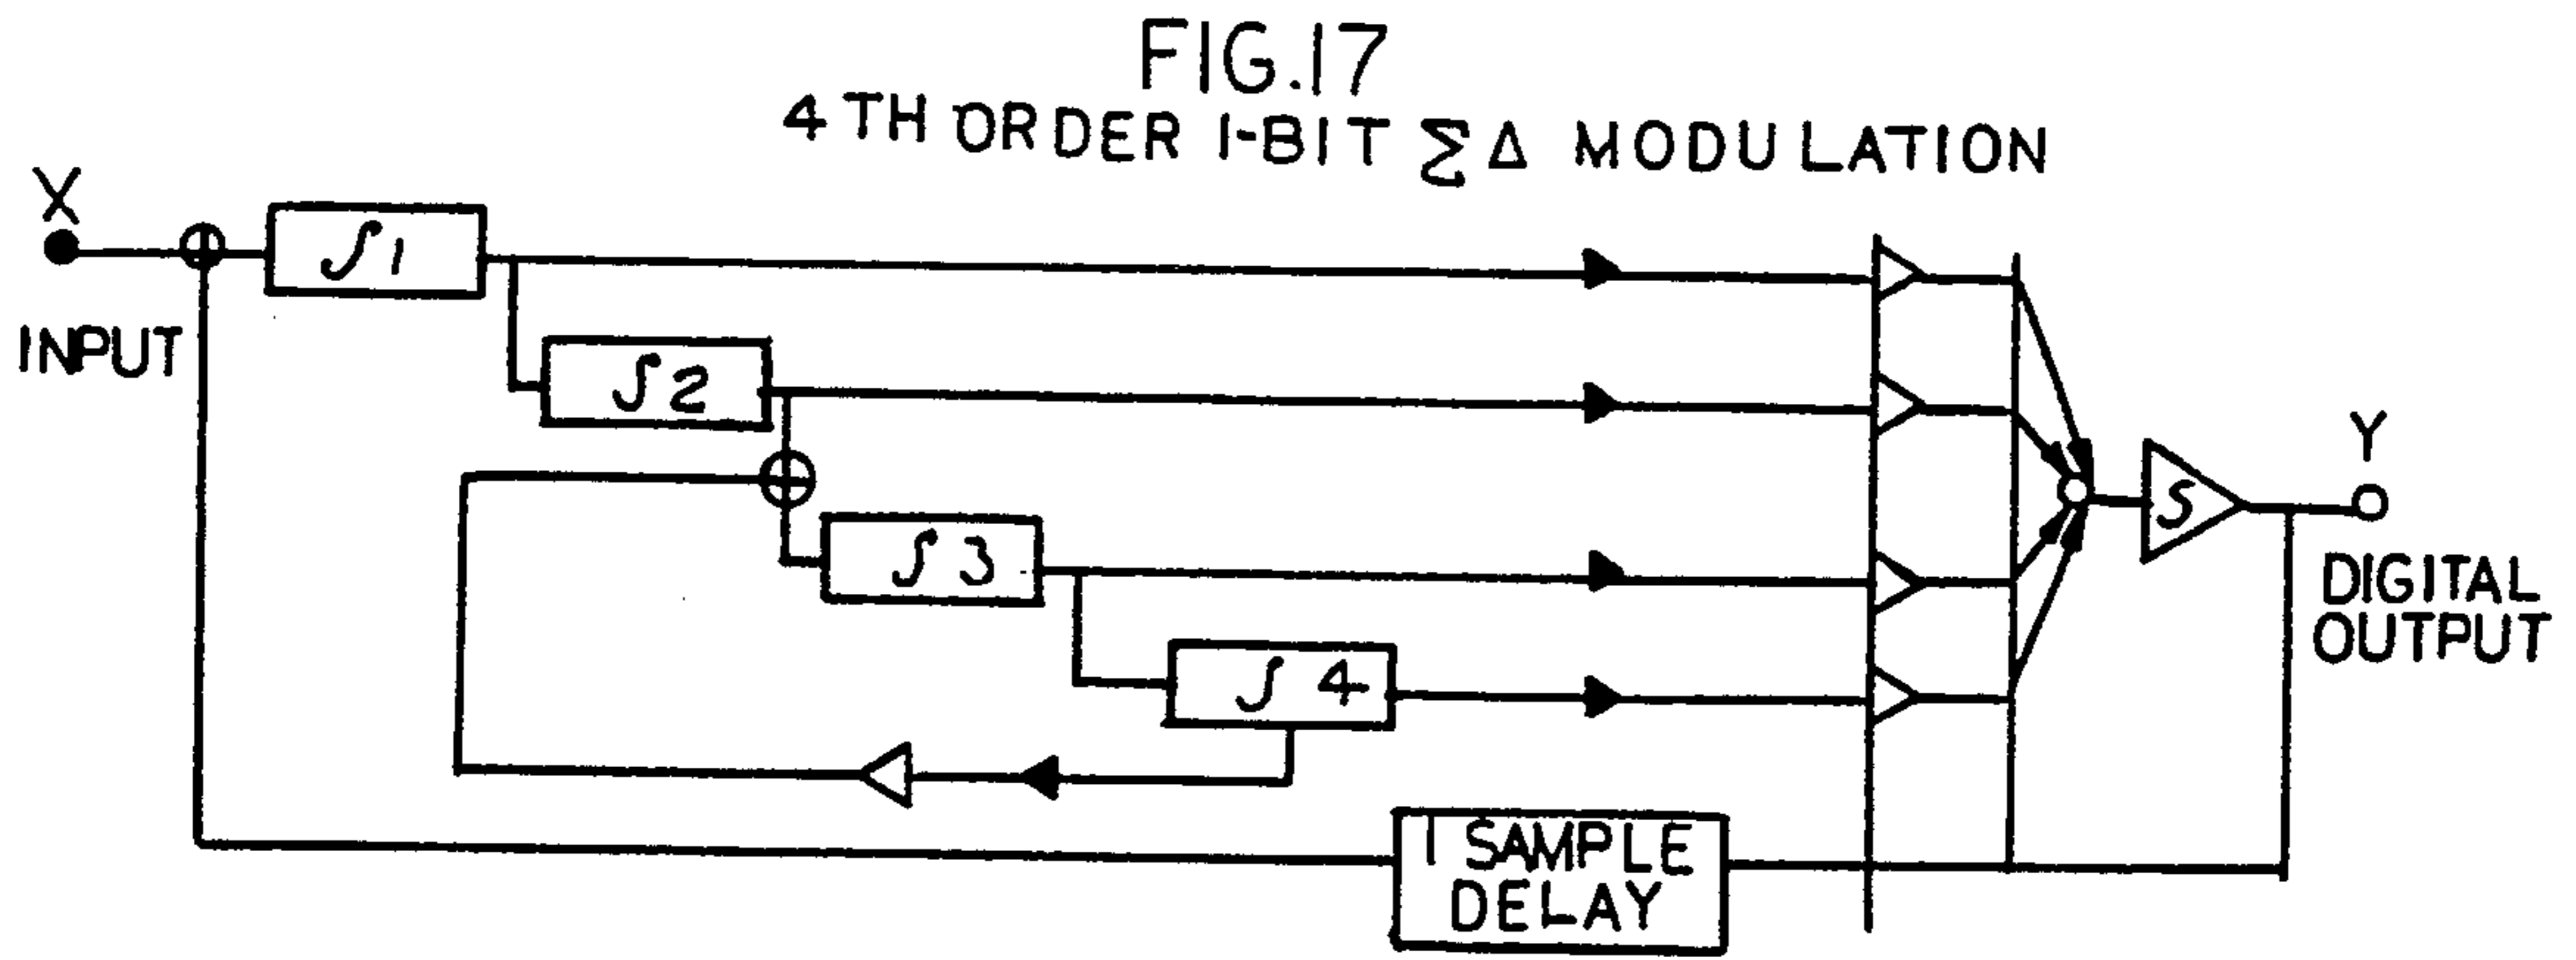 FIG.17
4TH ORDER 1-BIT ΣΔ MODULATION
X
INPUT
∫1
∫2
∫3
∫4
S
Y
DIGITAL
OUTPUT
1 SAMPLE
DELAY